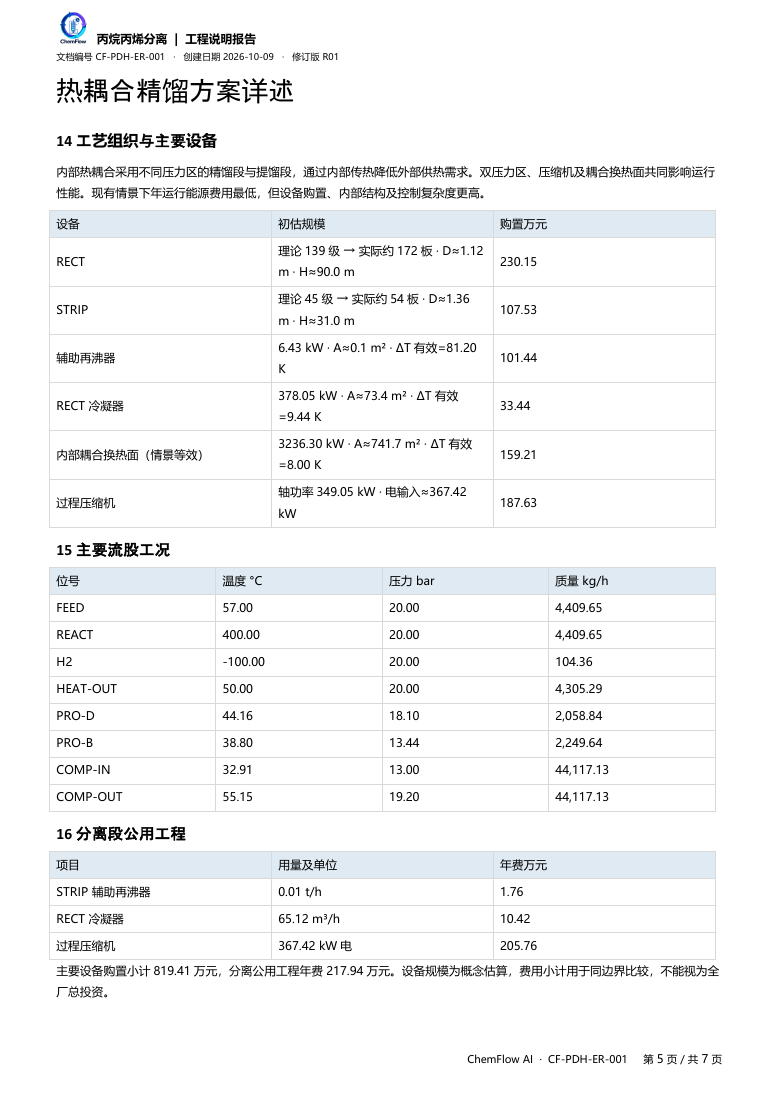 ChemFlow
丙烷丙烯分离 | 工程说明报告
文档编号 CF-PDH-ER-001 · 创建日期 2026-10-09 · 修订版 R01
热耦合精馏方案详述
14 工艺组织与主要设备
内部热耦合采用不同压力区的精馏段与提馏段，通过内部传热降低外部供热需求。双压力区、压缩机及耦合换热面共同影响运行
性能。现有情景下年运行能源费用最低，但设备购置、内部结构及控制复杂度更高。
设备 初估规模 购置万元
RECT 理论 139 级 → 实际约 172 板 · D≈1.12
m · H≈90.0 m 230.15
STRIP 理论 45 级 → 实际约 54 板 · D≈1.36
m · H≈31.0 m 107.53
辅助再沸器 6.43 kW · A≈0.1 m² · ΔT 有效=81.20
K 101.44
RECT 冷凝器 378.05 kW · A≈73.4 m² · ΔT 有效
=9.44 K 33.44
内部耦合换热面（情景等效） 3236.30 kW · A≈741.7 m² · ΔT 有效
=8.00 K 159.21
过程压缩机 轴功率 349.05 kW · 电输入≈367.42
kW 187.63
15 主要流股工况
位号 温度 °C 压力 bar 质量 kg/h
FEED 57.00 20.00 4,409.65
REACT 400.00 20.00 4,409.65
H2 -100.00 20.00 104.36
HEAT-OUT 50.00 20.00 4,305.29
PRO-D 44.16 18.10 2,058.84
PRO-B 38.80 13.44 2,249.64
COMP-IN 32.91 13.00 44,117.13
COMP-OUT 55.15 19.20 44,117.13
16 分离段公用工程
项目 用量及单位 年费万元
STRIP 辅助再沸器 0.01 t/h 1.76
RECT 冷凝器 65.12 m³/h 10.42
过程压缩机 367.42 kW 电 205.76
主要设备购置小计 819.41 万元，分离公用工程年费 217.94 万元。设备规模为概念估算，费用小计用于同边界比较，不能视为全
厂总投资。
ChemFlow AI · CF-PDH-ER-001 第 5 页 / 共 7 页